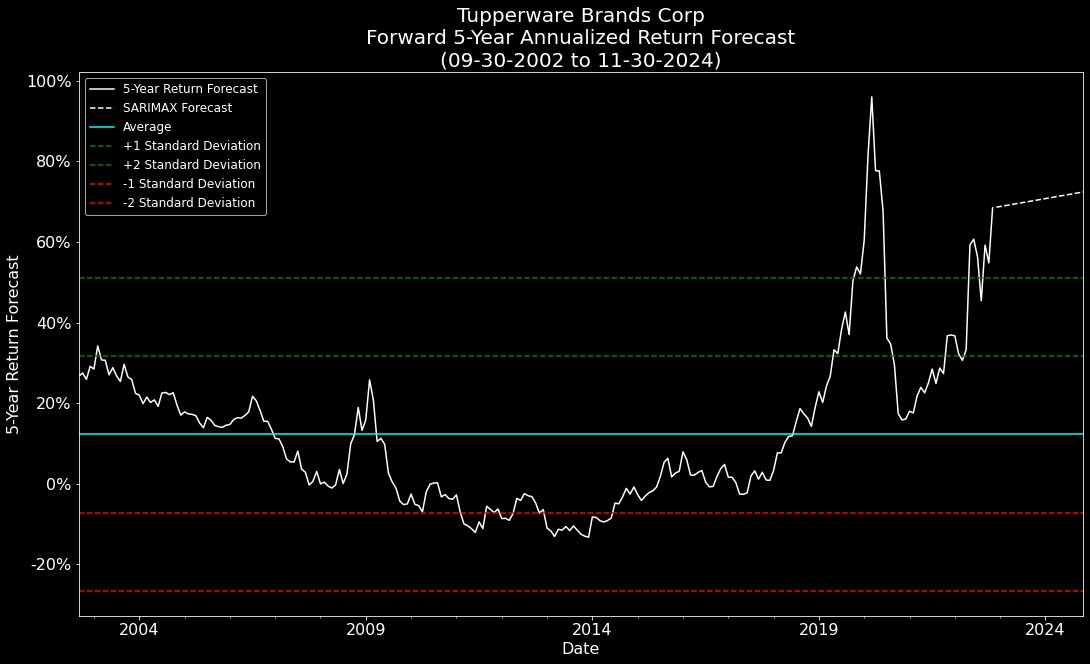 Tupperware Brands Corp
Forward 5-Year Annualized Return Forecast
(09-30-2002 to 11-30-2024)
5-Year Return Forecast
SARIMAX Forecast
Average
+1 Standard Deviation
+2 Standard Deviation
-1 Standard Deviation
-2 Standard Deviation
100%
80%
60%
40%
20%
0%
-20%
5-Year Return Forecast
2004
2009
2014
2019
2024
Date